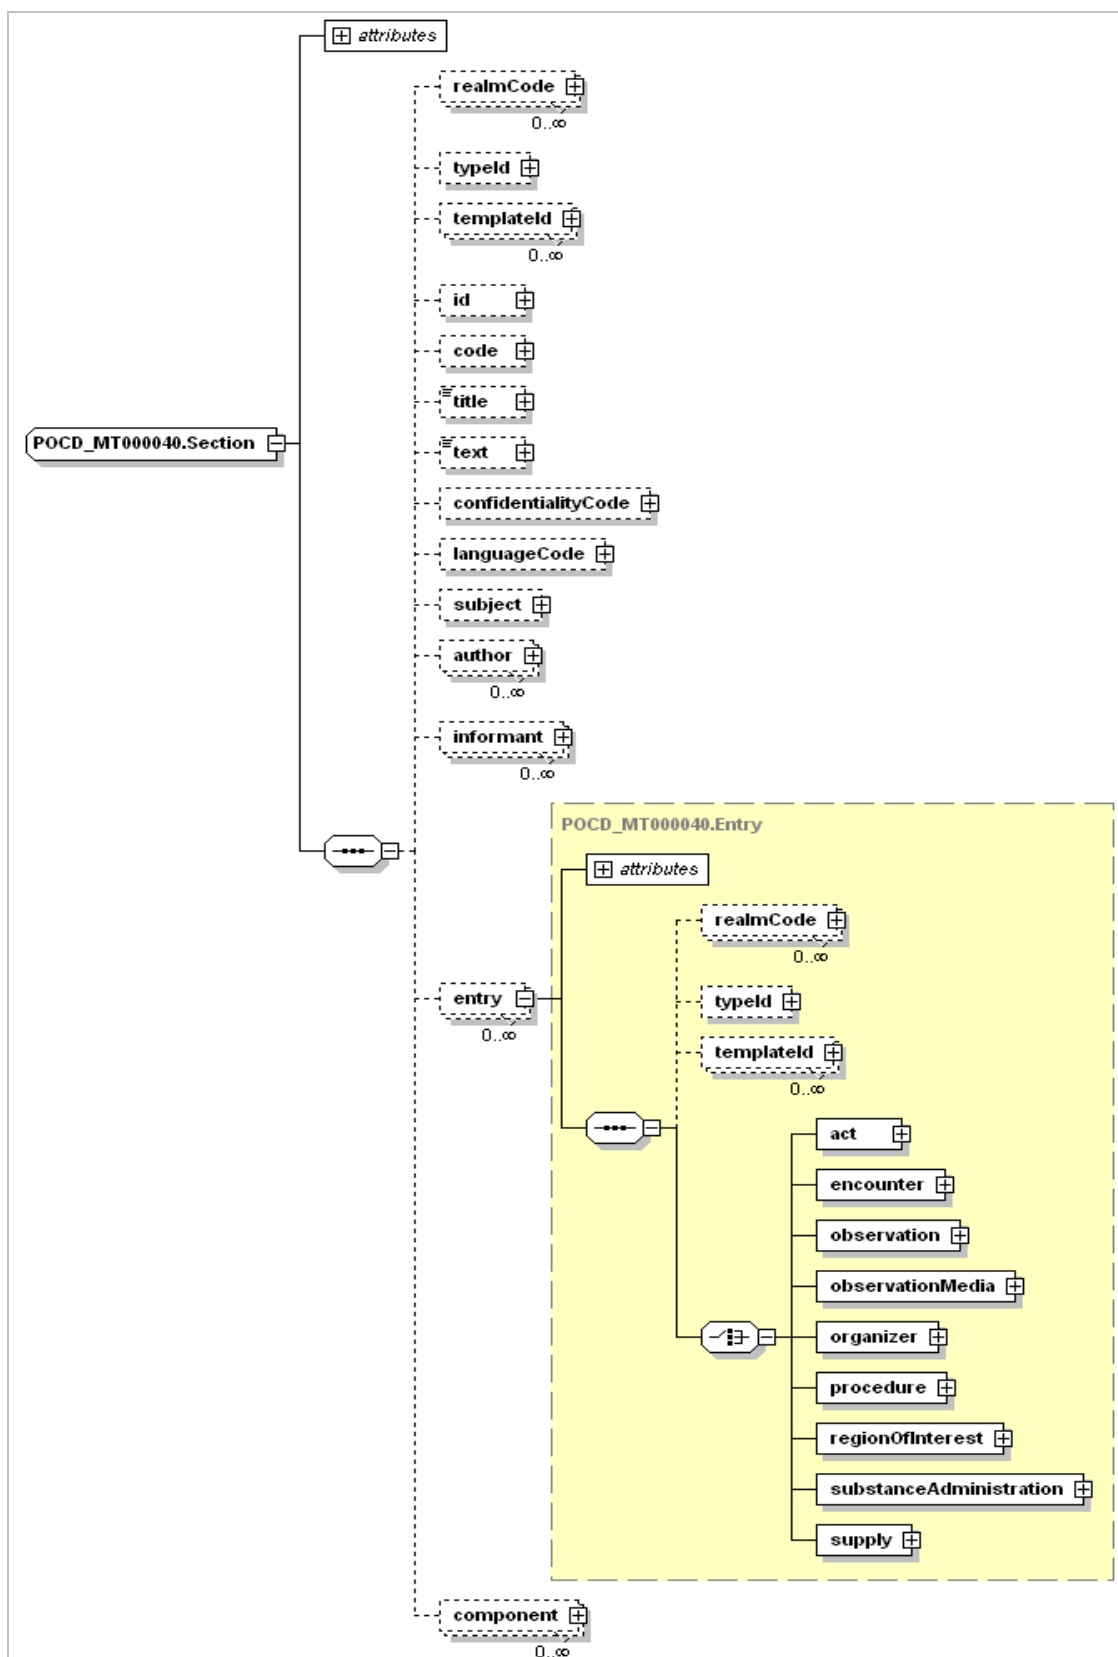 attributes
realmCode
0..∞
typeId
templateId
0..∞
id
code
title
POCD_MT000040.Section
text
confidentialityCode
languageCode
subject
author
0..∞
informant
0..∞
POCD_MT000040.Entry
attributes
realmCode
0..∞
entry
0..∞
typeId
templateId
0..∞
act
encounter
observation
observationMedia
organizer
procedure
regionOfInterest
substanceAdministration
supply
component
0..∞